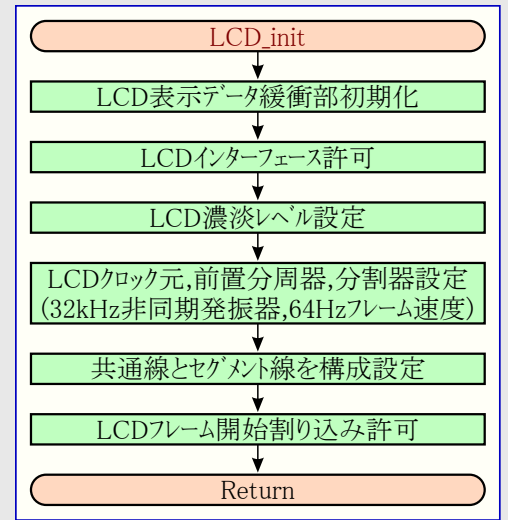 LCD_init
LCD表示データ緩衝部初期化
LCDインターフェース許可
LCD濃淡レベル設定
LCDクロック元,前置分周器,分割器設定
(32kHz非同期発振器,64Hzフレーム速度)
共通線とセグメント線を構成設定
LCDフレーム開始割り込み許可
Return